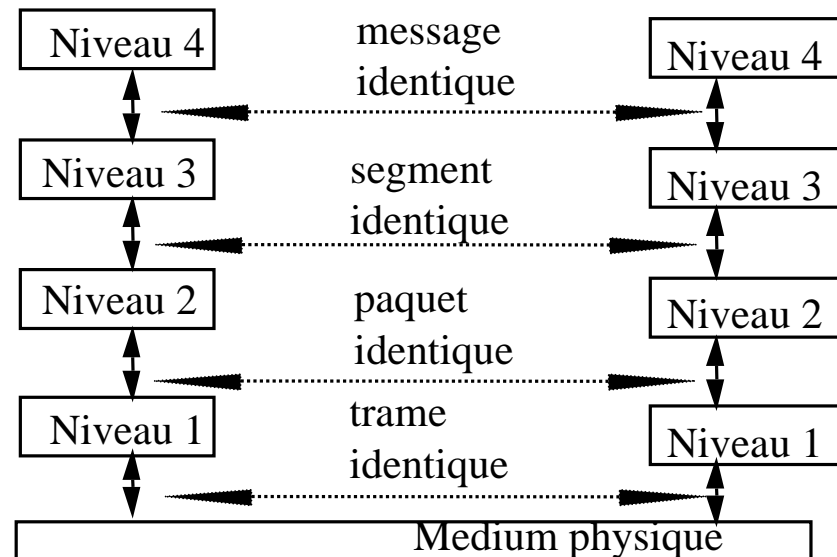 Niveau 4
message
identique
Niveau 4
Niveau 3
segment
identique
Niveau 3
Niveau 2
paquet
identique
Niveau 2
Niveau 1
trame
identique
Niveau 1
Medium physique